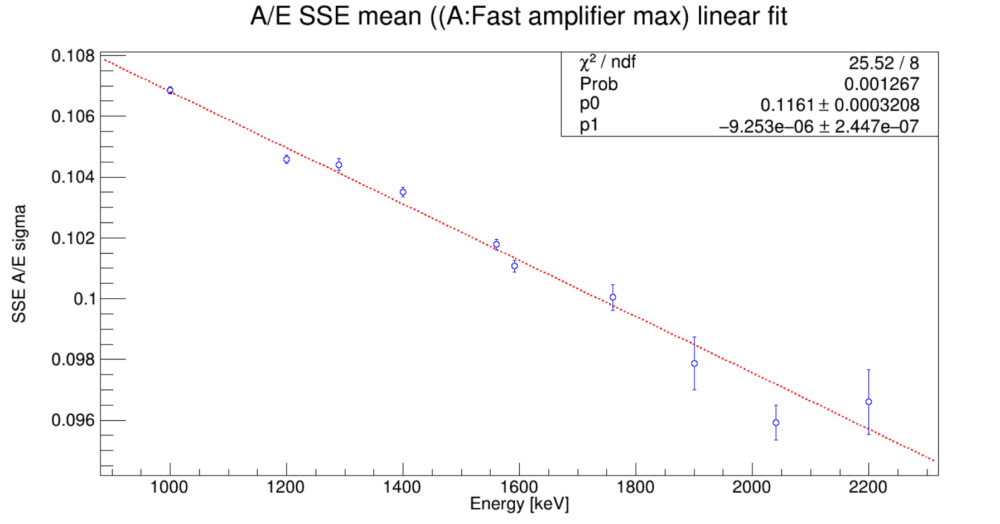 A/E SSE mean ((A:Fast amplifier max) linear fit
χ² / ndf 25.52 / 8
Prob 0.001267
p0 0.1161 ± 0.0003208
p1 −9.253e−06 ± 2.447e−07
0.108
0.106
0.104
0.102
0.1
0.098
0.096
SSE A/E sigma
1000 1200 1400 1600 1800 2000 2200
Energy [keV]